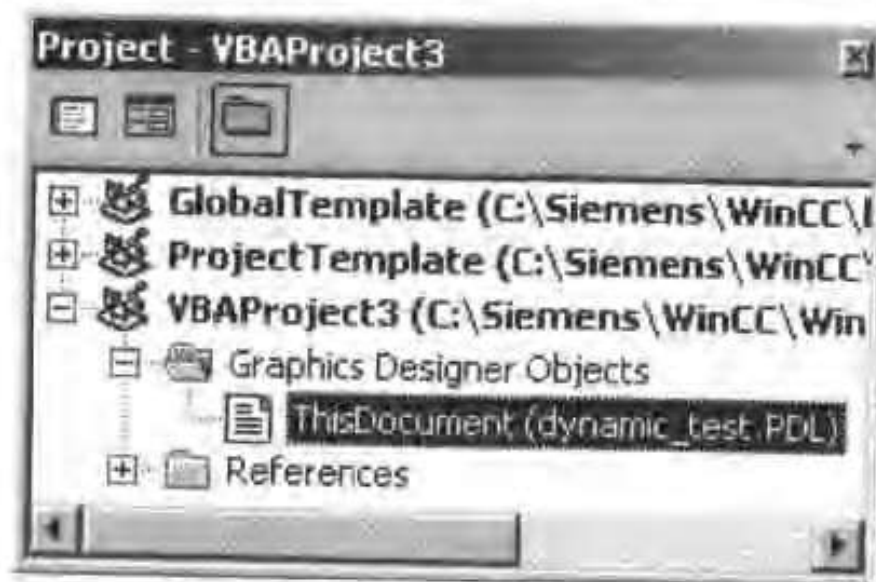 Project - VBAProject3
GlobalTemplate (C:\Siemens\WinCC\
ProjectTemplate (C:\Siemens\WinCC\
VBAProject3 (C:\Siemens\WinCC\Win
Graphics Designer Objects
ThisDocument (dynamic_test.PDL)
References